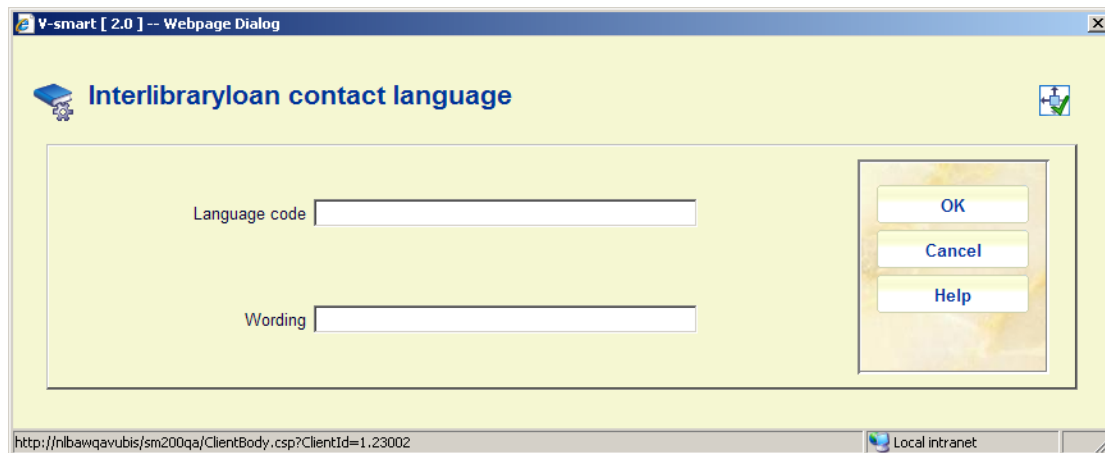 V-smart [ 2.0 ] -- Webpage Dialog
Interlibraryloan contact language
Language code
OK
Cancel
Help
Wording
http://nlbawqavubis/sm200qa/ClientBody.csp?ClientId=1.23002
Local intranet